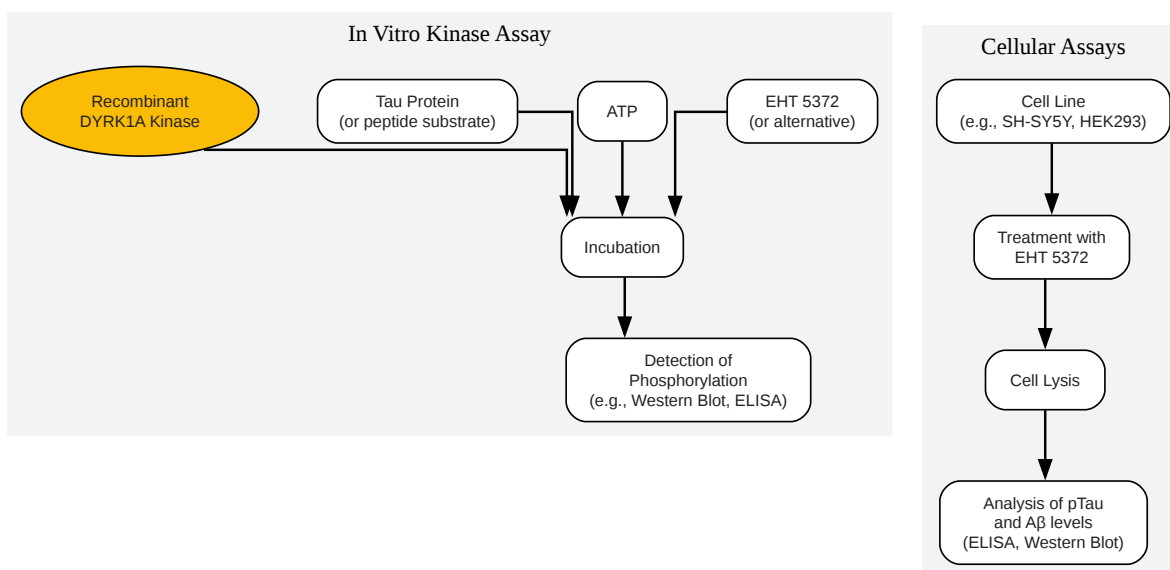 In Vitro Kinase Assay
Recombinant
DYRK1A Kinase
Tau Protein
(or peptide substrate)
ATP
EHT 5372
(or alternative)
Incubation
Detection of
Phosphorylation
(e.g., Western Blot, ELISA)
Cellular Assays
Cell Line
(e.g., SH-SY5Y, HEK293)
Treatment with
EHT 5372
Cell Lysis
Analysis of pTau
and Aβ levels
(ELISA, Western Blot)